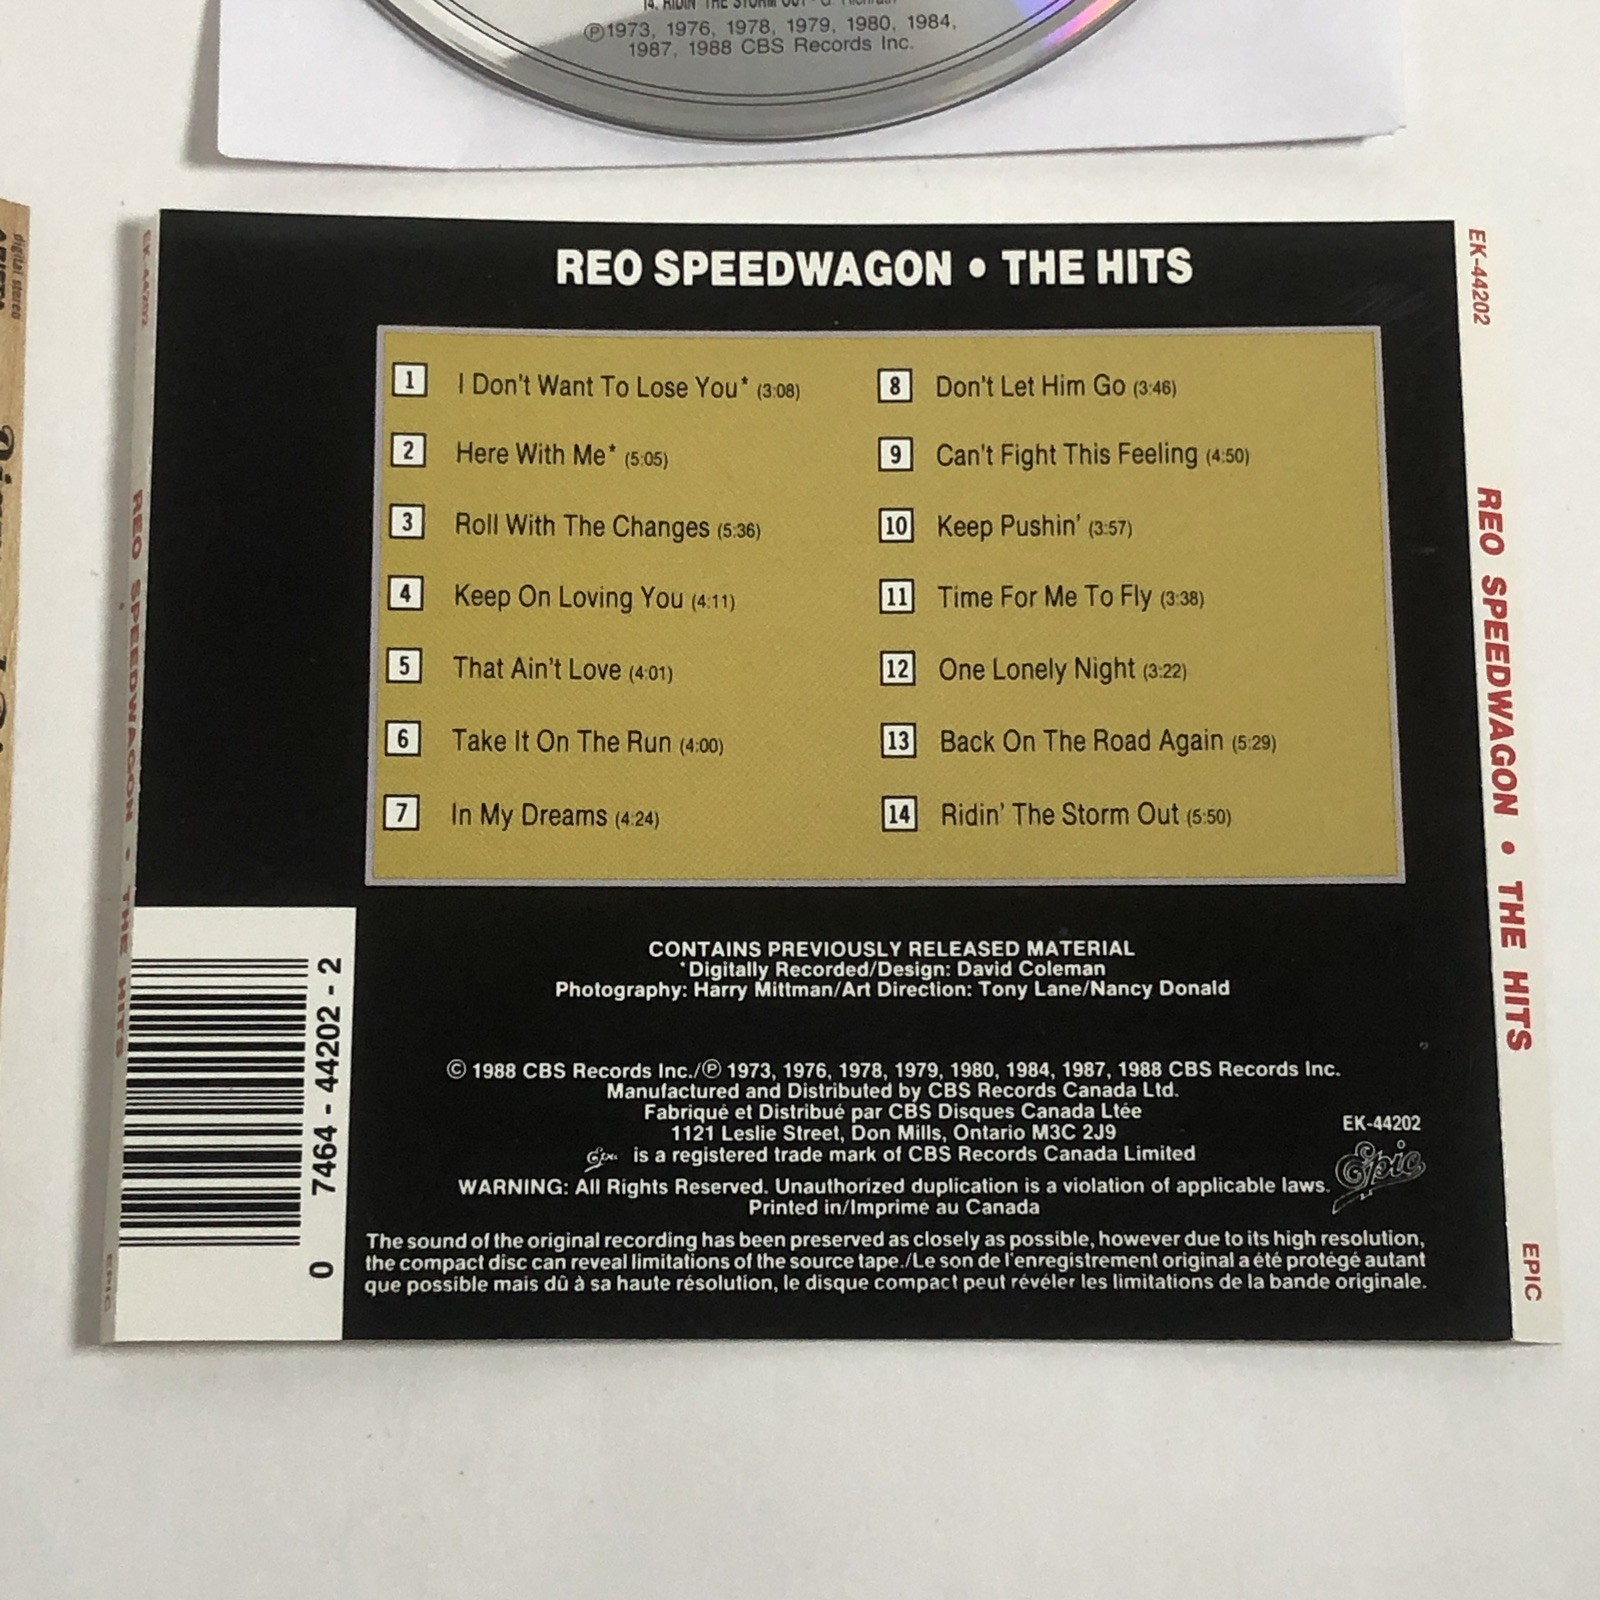 14. RIDIN' THE STORM OUT
℗1973, 1976, 1978, 1979, 1980, 1984,
1987, 1988 CBS Records Inc.
digital stereo
ARISTA
EK-44202
REO SPEEDWAGON • THE HITS
EPIC
REO SPEEDWAGON • THE HITS
1 I Don't Want To Lose You* (3:08)
2 Here With Me* (5:05)
3 Roll With The Changes (5:36)
4 Keep On Loving You (4:11)
5 That Ain't Love (4:01)
6 Take It On The Run (4:00)
7 In My Dreams (4:24)
8 Don't Let Him Go (3:46)
9 Can't Fight This Feeling (4:50)
10 Keep Pushin' (3:57)
11 Time For Me To Fly (3:38)
12 One Lonely Night (3:22)
13 Back On The Road Again (5:29)
14 Ridin' The Storm Out (5:50)
CONTAINS PREVIOUSLY RELEASED MATERIAL
*Digitally Recorded/Design: David Coleman
Photography: Harry Mittman/Art Direction: Tony Lane/Nancy Donald
© 1988 CBS Records Inc./℗ 1973, 1976, 1978, 1979, 1980, 1984, 1987, 1988 CBS Records Inc.
Manufactured and Distributed by CBS Records Canada Ltd.
Fabriqué et Distribué par CBS Disques Canada Ltée
1121 Leslie Street, Don Mills, Ontario M3C 2J9
Epic is a registered trade mark of CBS Records Canada Limited
WARNING: All Rights Reserved. Unauthorized duplication is a violation of applicable laws.
Printed in/Imprimé au Canada
EK-44202
Epic
The sound of the original recording has been preserved as closely as possible, however due to its high resolution,
the compact disc can reveal limitations of the source tape./Le son de l'enregistrement original a été protégé autant
que possible mais dû à sa haute résolution, le disque compact peut révéler les limitations de la bande originale.
0 7464-44202-2
EK-44202
REO SPEEDWAGON • THE HITS
EPIC